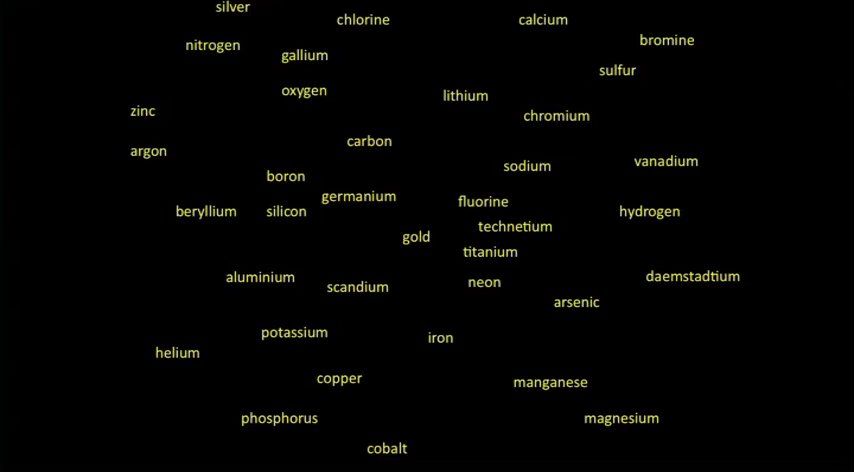 silver
chlorine
calcium
nitrogen
bromine
gallium
sulfur
oxygen
lithium
zinc
chromium
carbon
argon
vanadium
sodium
boron
germanium
fluorine
beryllium
silicon
hydrogen
technetium
gold
titanium
aluminium
daemstadtium
neon
scandium
arsenic
potassium
iron
helium
copper
manganese
phosphorus
magnesium
cobalt